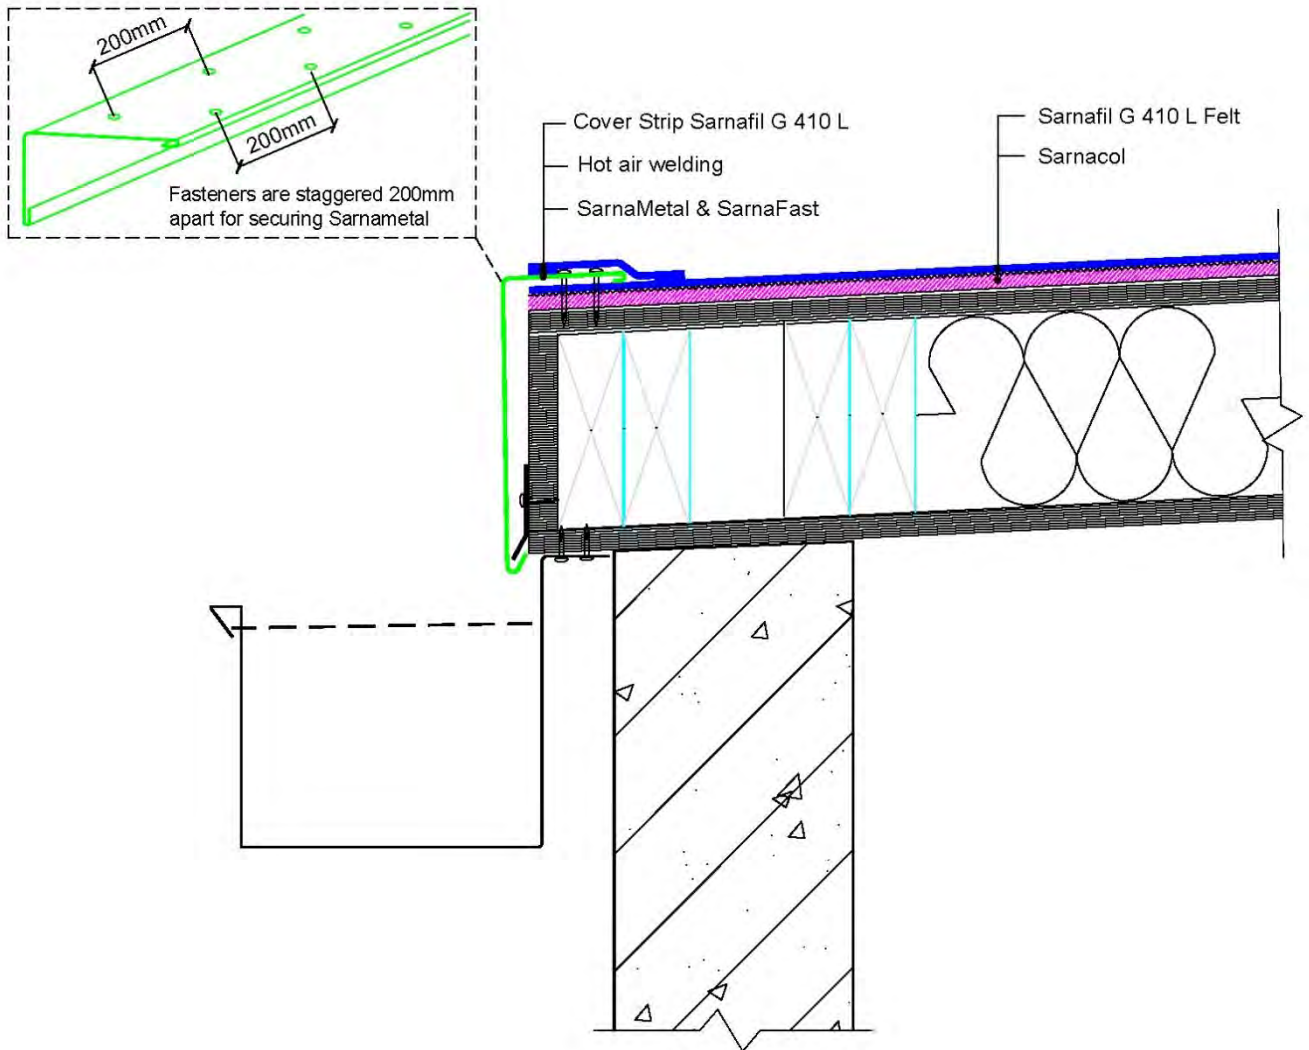 200mm
200mm
Fasteners are staggered 200mm
apart for securing Sarnametal
Cover Strip Sarnafil G 410 L
Hot air welding
SarnaMetal & SarnaFast
Sarnafil G 410 L Felt
Sarnacol